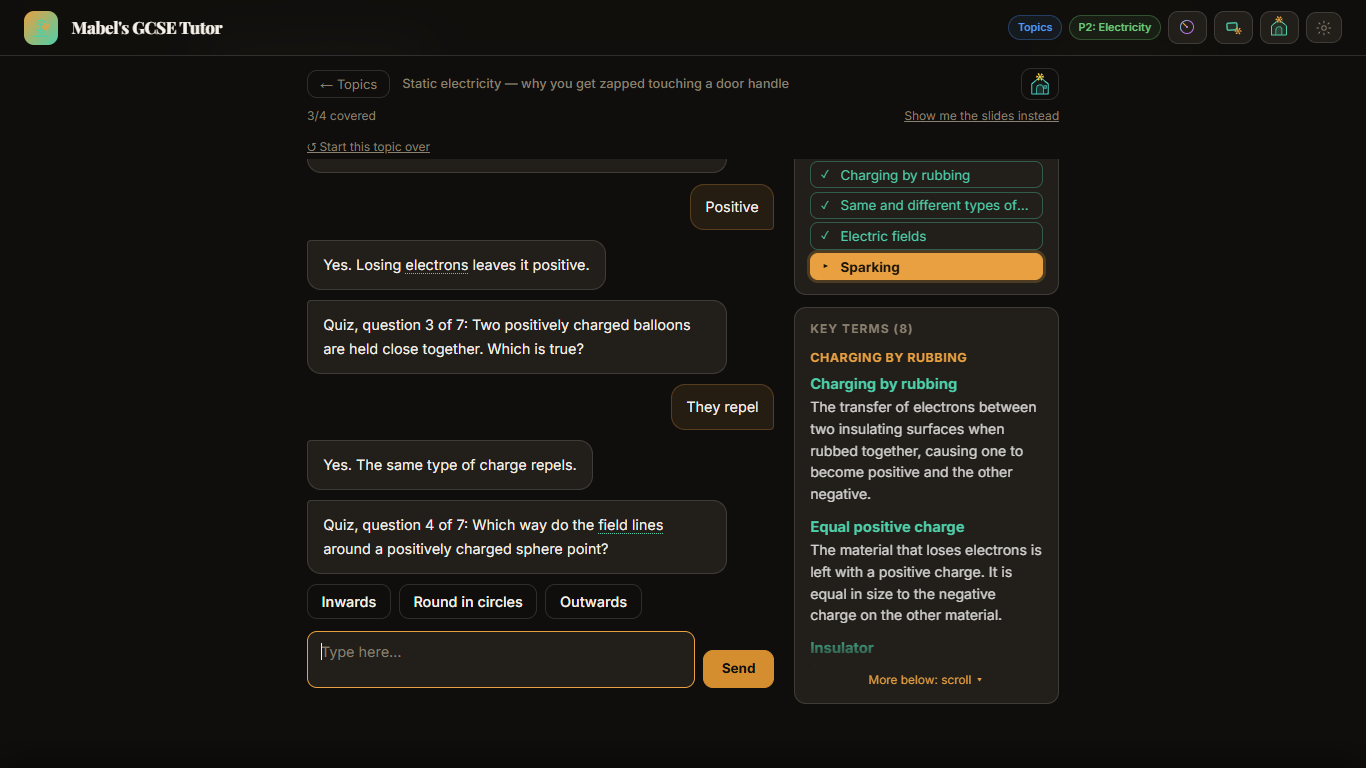 Mabel's GCSE Tutor
Topics
P2: Electricity
← Topics
Static electricity — why you get zapped touching a door handle
3/4 covered
Show me the slides instead
↺ Start this topic over
Positive
Yes. Losing electrons leaves it positive.
Quiz, question 3 of 7: Two positively charged balloons
are held close together. Which is true?
They repel
Yes. The same type of charge repels.
Quiz, question 4 of 7: Which way do the field lines
around a positively charged sphere point?
Inwards
Round in circles
Outwards
Type here...
Send
✓ Charging by rubbing
✓ Same and different types of...
✓ Electric fields
▸ Sparking
KEY TERMS (8)
CHARGING BY RUBBING
Charging by rubbing
The transfer of electrons between
two insulating surfaces when
rubbed together, causing one to
become positive and the other
negative.
Equal positive charge
The material that loses electrons is
left with a positive charge. It is
equal in size to the negative
charge on the other material.
Insulator
More below: scroll ▾